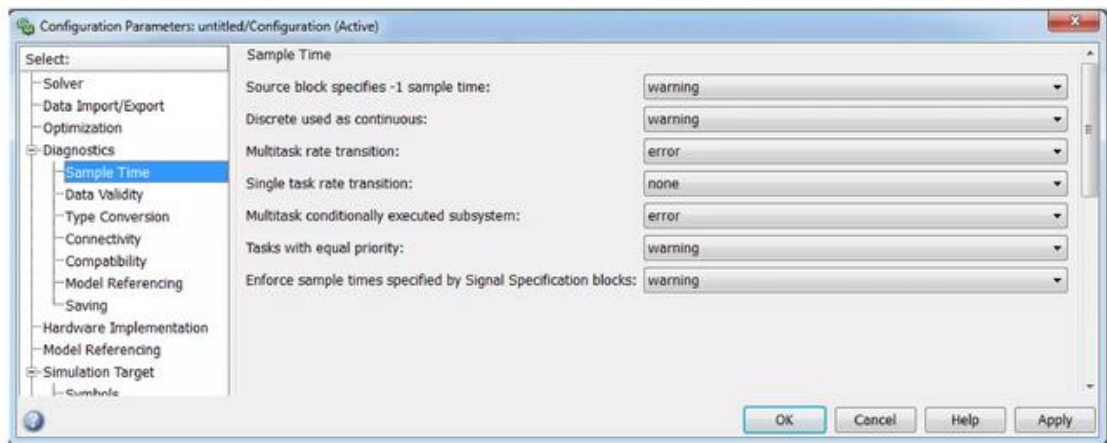 Configuration Parameters: untitled/Configuration (Active)
Select:
Solver
Data Import/Export
Optimization
Diagnostics
Sample Time
Data Validity
Type Conversion
Connectivity
Compatibility
Model Referencing
Saving
Hardware Implementation
Model Referencing
Simulation Target
Symbols
Sample Time
Source block specifies -1 sample time: warning
Discrete used as continuous: warning
Multitask rate transition: error
Single task rate transition: none
Multitask conditionally executed subsystem: error
Tasks with equal priority: warning
Enforce sample times specified by Signal Specification blocks: warning
OK Cancel Help Apply